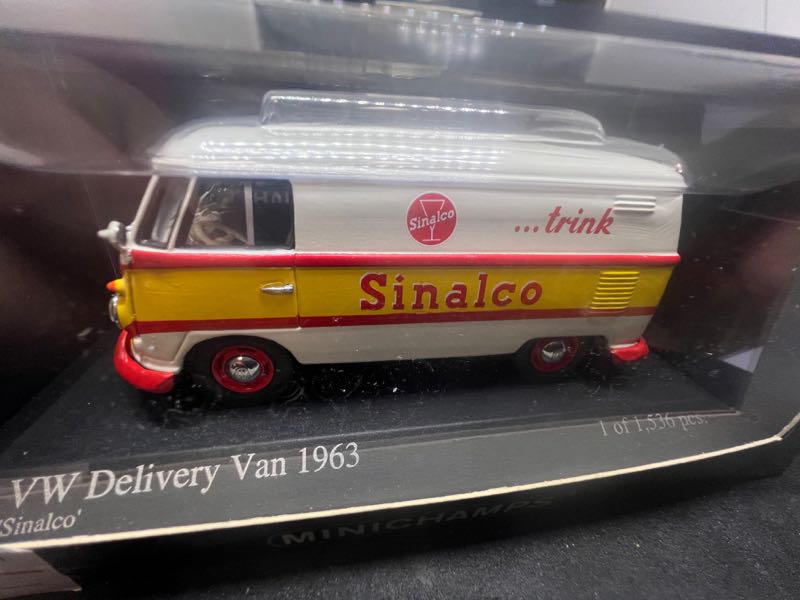 Sinalco
...trink
Sinalco
VW Delivery Van 1963
1 of 1,536 pcs.
'Sinalco'
MINICHAMPS